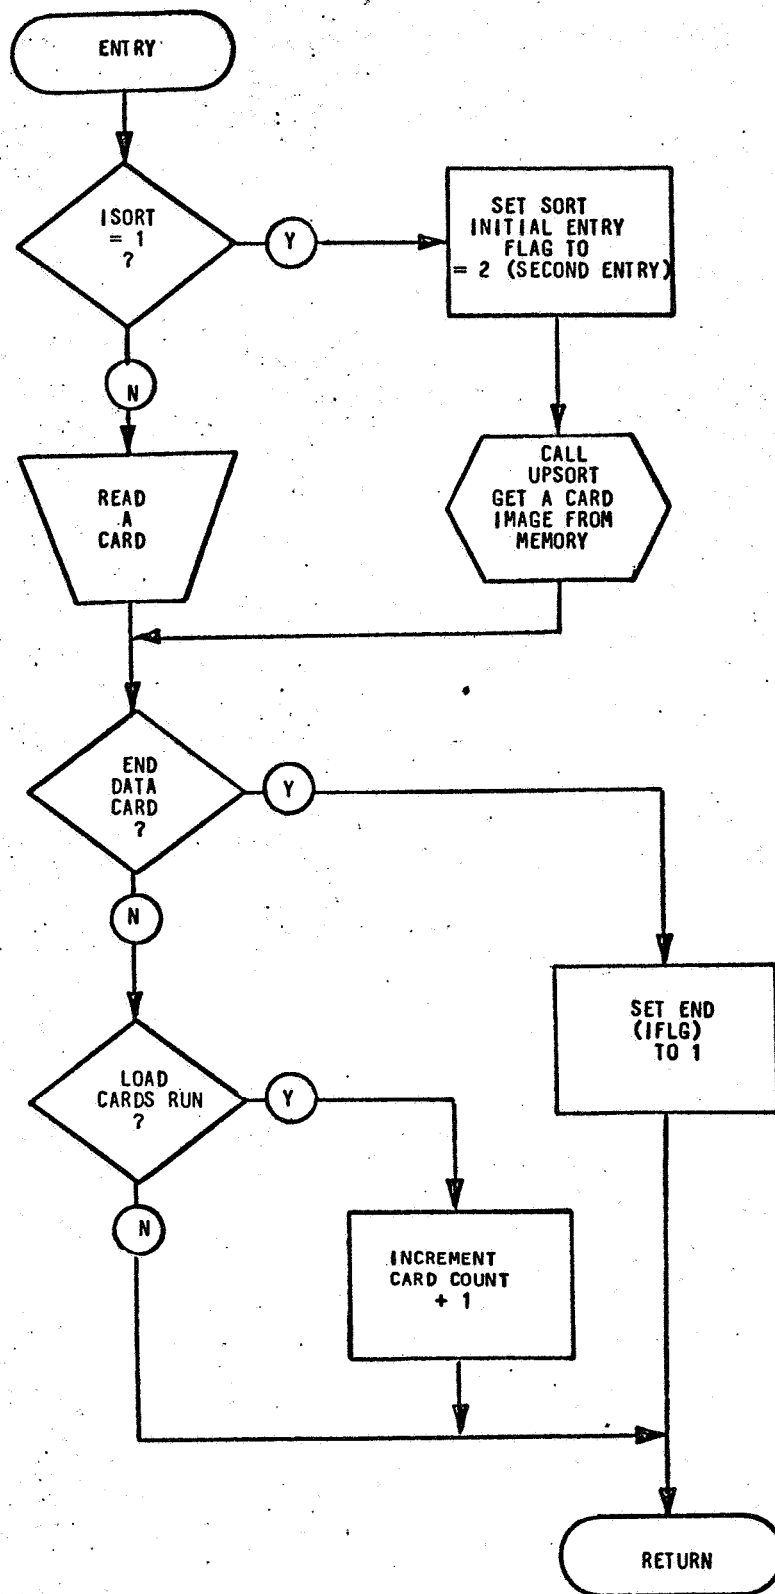 ENTRY
ISORT
= 1
?
Y
SET SORT
INITIAL ENTRY
FLAG TO
= 2 (SECOND ENTRY)
N
READ
A
CARD
CALL
UPSORT
GET A CARD
IMAGE FROM
MEMORY
END
DATA
CARD
?
Y
N
SET END
(IFLG)
TO 1
LOAD
CARDS RUN
?
Y
N
INCREMENT
CARD COUNT
+ 1
RETURN